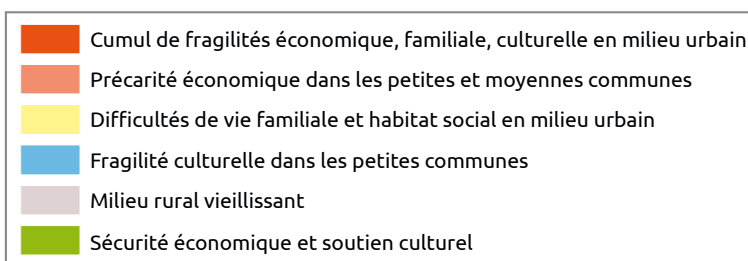 Cumul de fragilités économique, familiale, culturelle en milieu urbain
Précarité économique dans les petites et moyennes communes
Difficultés de vie familiale et habitat social en milieu urbain
Fragilité culturelle dans les petites communes
Milieu rural vieillissant
Sécurité économique et soutien culturel